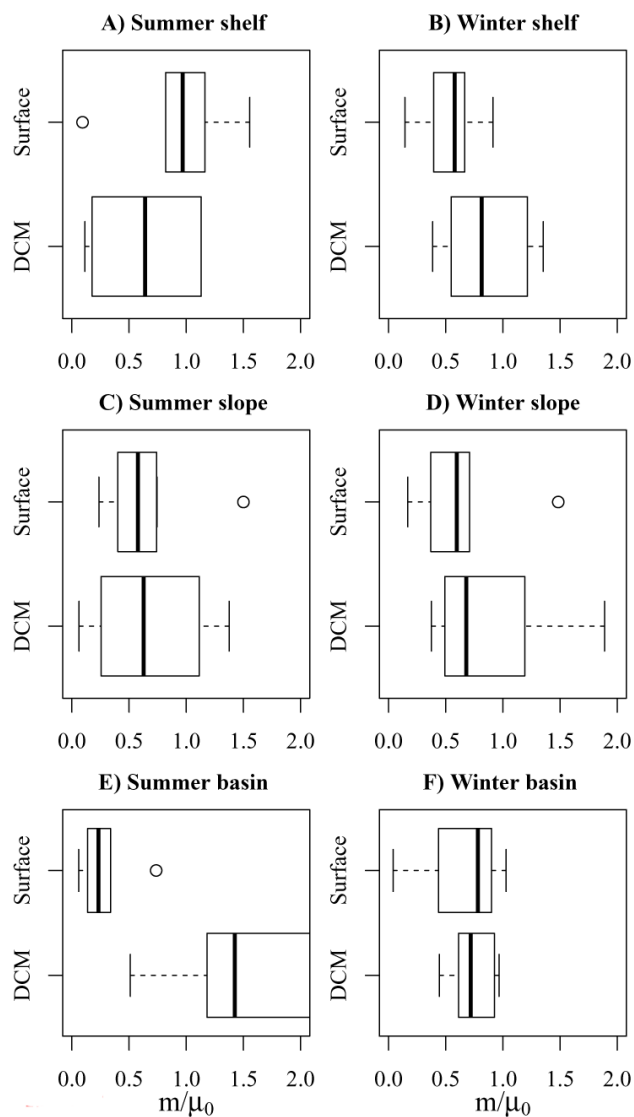 A) Summer shelf
Surface
DCM
0.0 0.5 1.0 1.5 2.0
B) Winter shelf
Surface
DCM
0.0 0.5 1.0 1.5 2.0
C) Summer slope
Surface
DCM
0.0 0.5 1.0 1.5 2.0
D) Winter slope
Surface
DCM
0.0 0.5 1.0 1.5 2.0
E) Summer basin
Surface
DCM
0.0 0.5 1.0 1.5 2.0
m/μ₀
F) Winter basin
Surface
DCM
0.0 0.5 1.0 1.5 2.0
m/μ₀